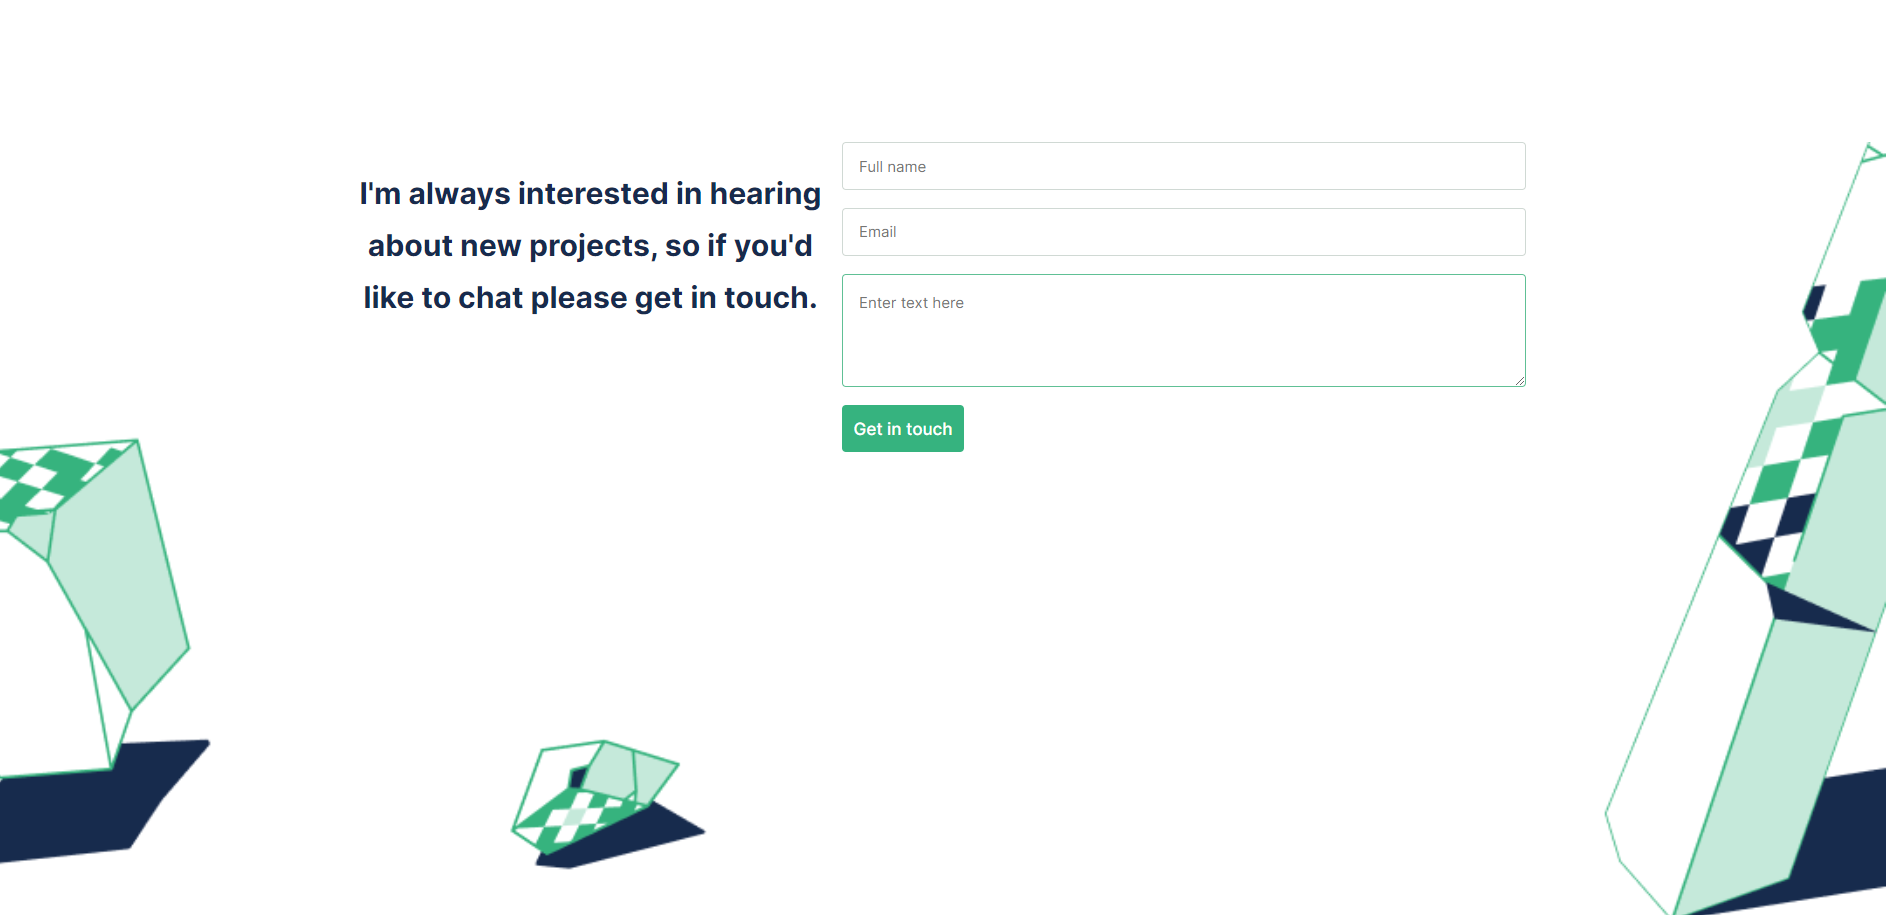 I'm always interested in hearing
about new projects, so if you'd
like to chat please get in touch.
Full name
Email
Enter text here
Get in touch